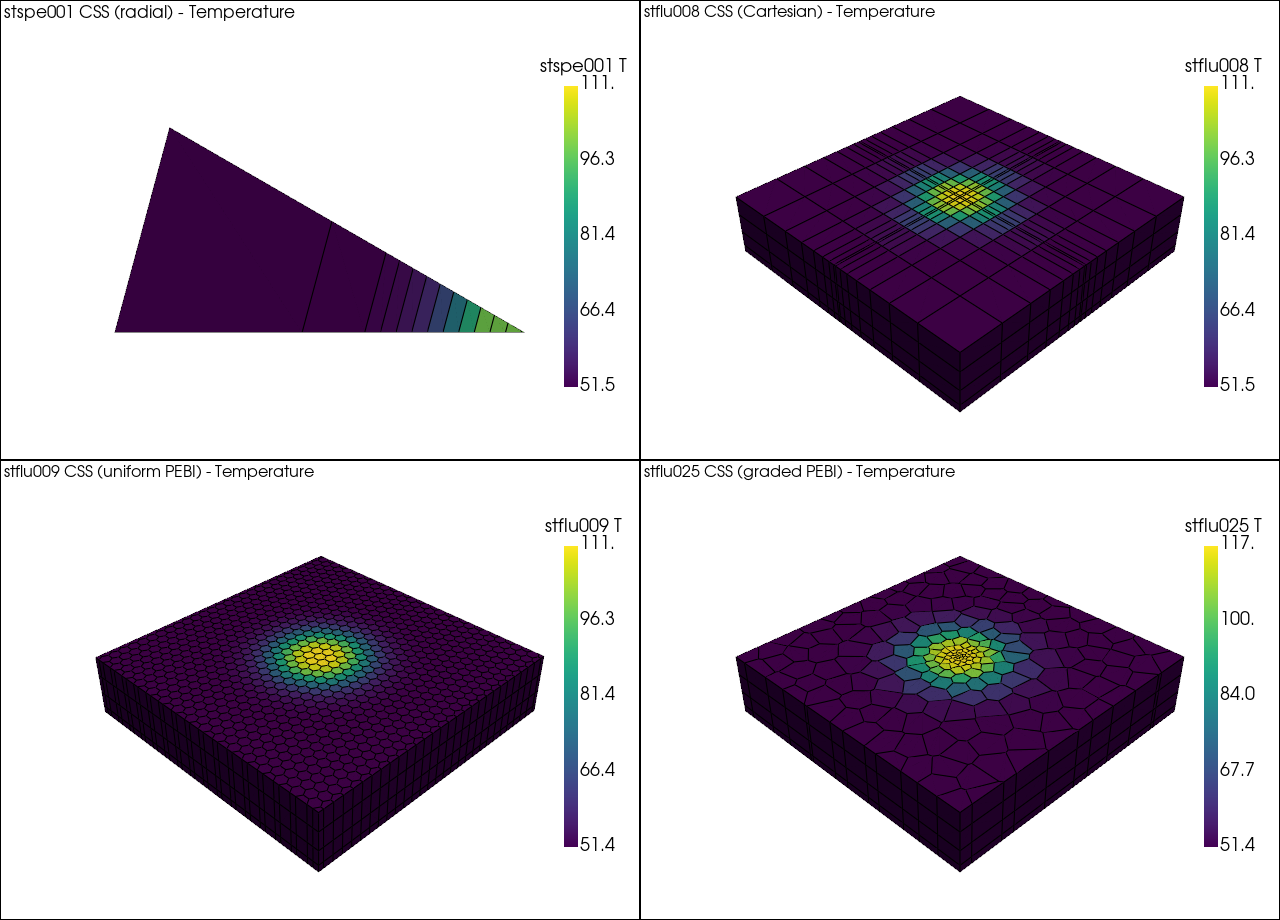 stspe001 CSS (radial) - Temperature
stspe001 T
111.
96.3
81.4
66.4
51.5
stflu008 CSS (Cartesian) - Temperature
stflu008 T
111.
96.3
81.4
66.4
51.5
stflu009 CSS (uniform PEBI) - Temperature
stflu009 T
111.
96.3
81.4
66.4
51.4
stflu025 CSS (graded PEBI) - Temperature
stflu025 T
117.
100.
84.0
67.7
51.4